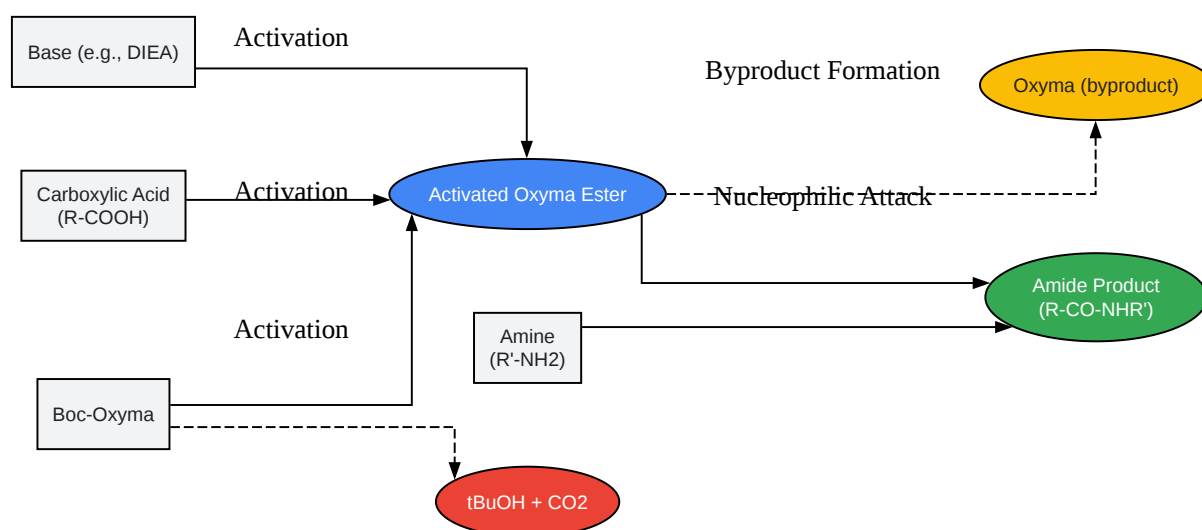 Base (e.g., DIEA)
Activation
Byproduct Formation
Oxyma (byproduct)
Carboxylic Acid
(R-COOH)
Activation
Activated Oxyma Ester
Nucleophilic Attack
Amide Product
(R-CO-NHR')
Activation
Amine
(R'-NH2)
Boc-Oxyma
tBuOH + CO2